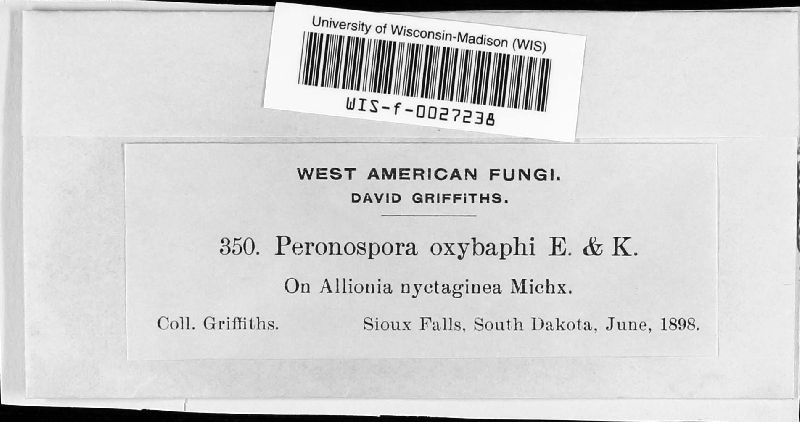 University of Wisconsin-Madison (WIS)
WIS-f-0027238
WEST AMERICAN FUNGI.
DAVID GRIFFITHS.
350. Peronospora oxybaphi E. & K.
On Allionia nyctaginea Michx.
Coll. Griffiths. Sioux Falls, South Dakota, June, 1898.